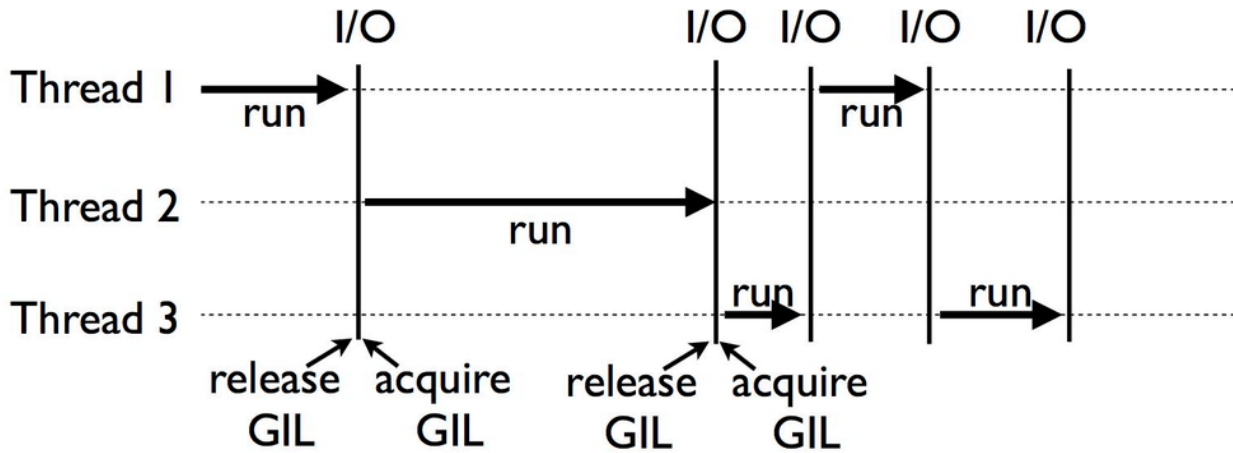 I/O I/O I/O I/O I/O
Thread 1
run run
Thread 2
run
run run
Thread 3
release acquire release acquire
GIL GIL GIL GIL